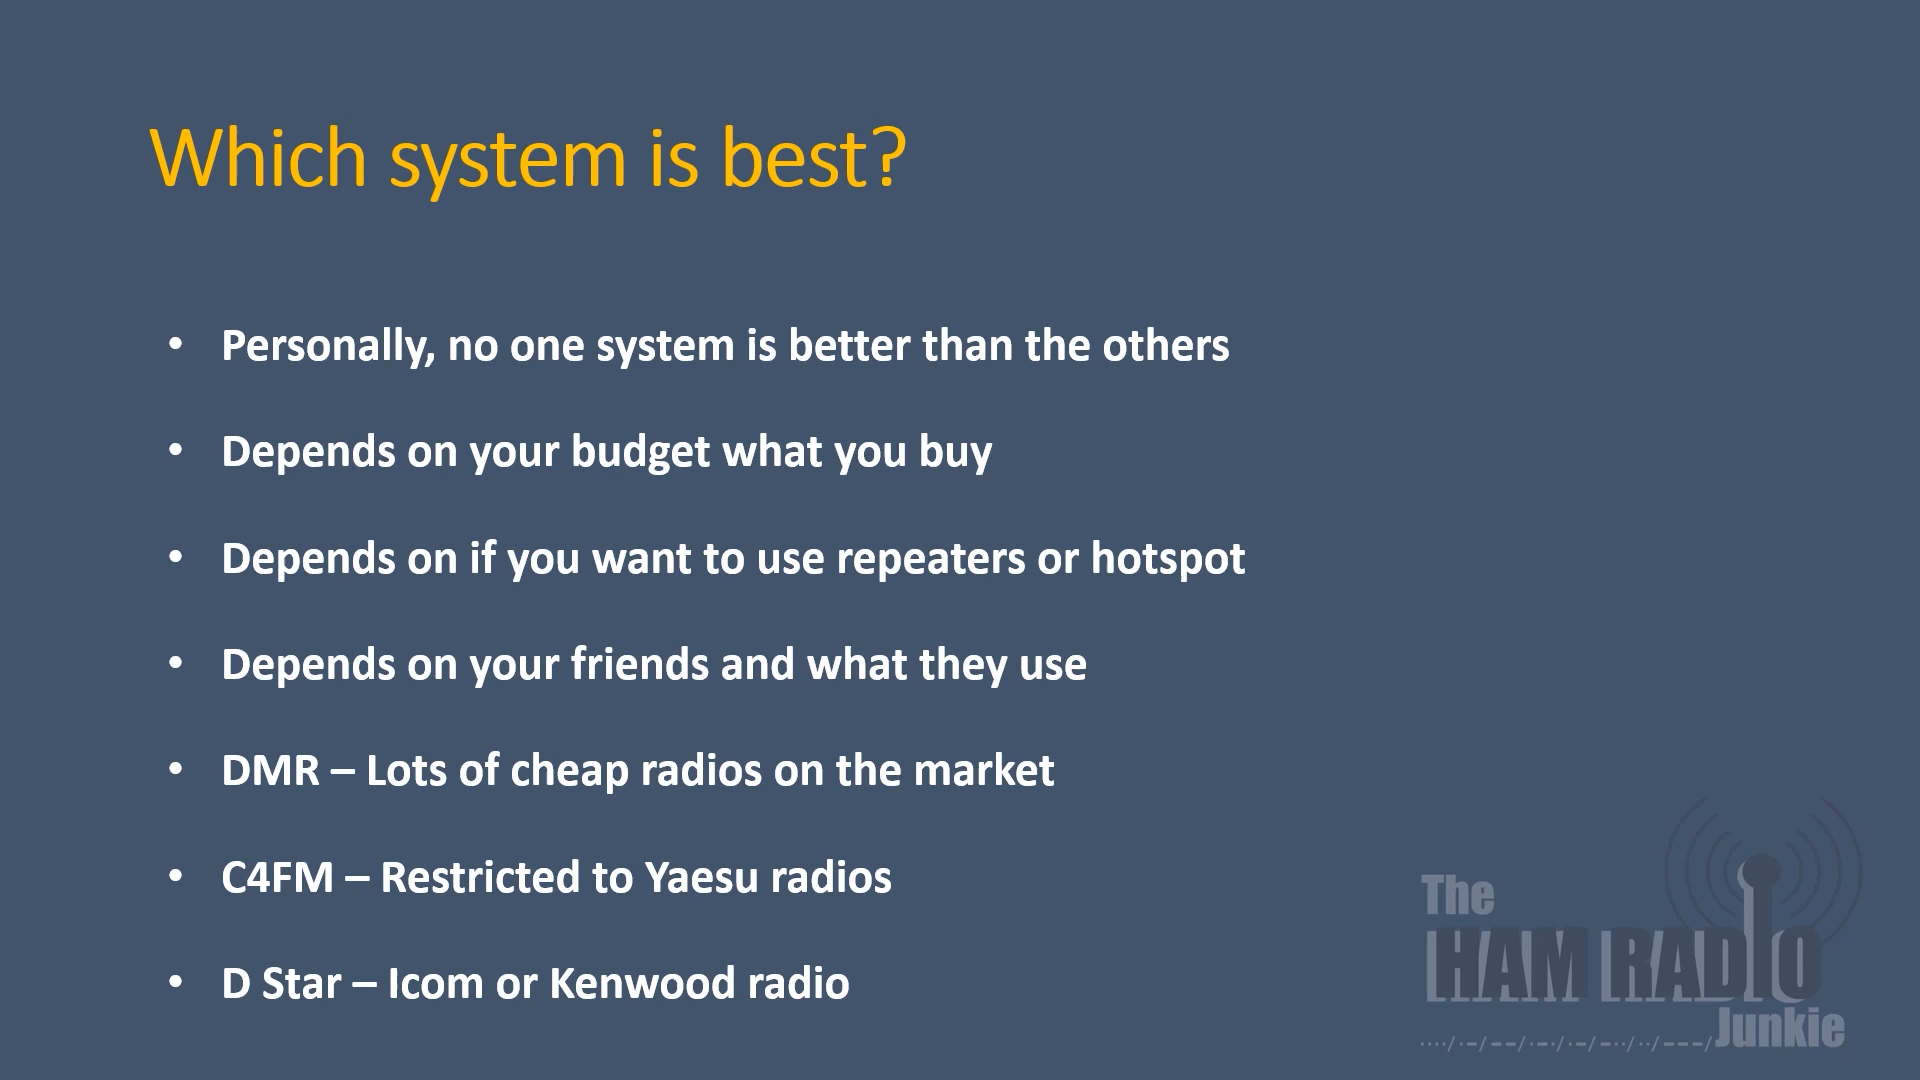 Which system is best?
• Personally, no one system is better than the others
• Depends on your budget what you buy
• Depends on if you want to use repeaters or hotspot
• Depends on your friends and what they use
• DMR – Lots of cheap radios on the market
• C4FM – Restricted to Yaesu radios
• D Star – Icom or Kenwood radio
The
HAM RADIO
Junkie
····/·−/−−/·−·/·−/−··/··/−−−/